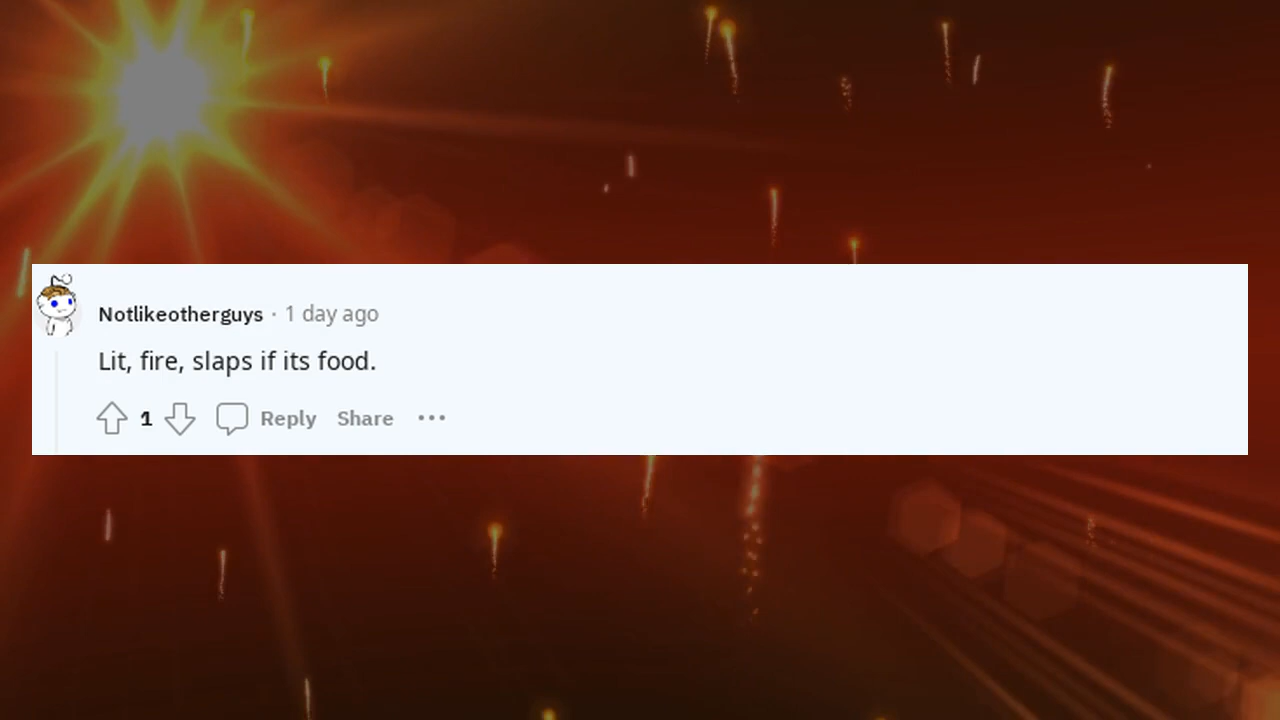 Notlikeotherguys · 1 day ago
Lit, fire, slaps if its food.
1 Reply Share